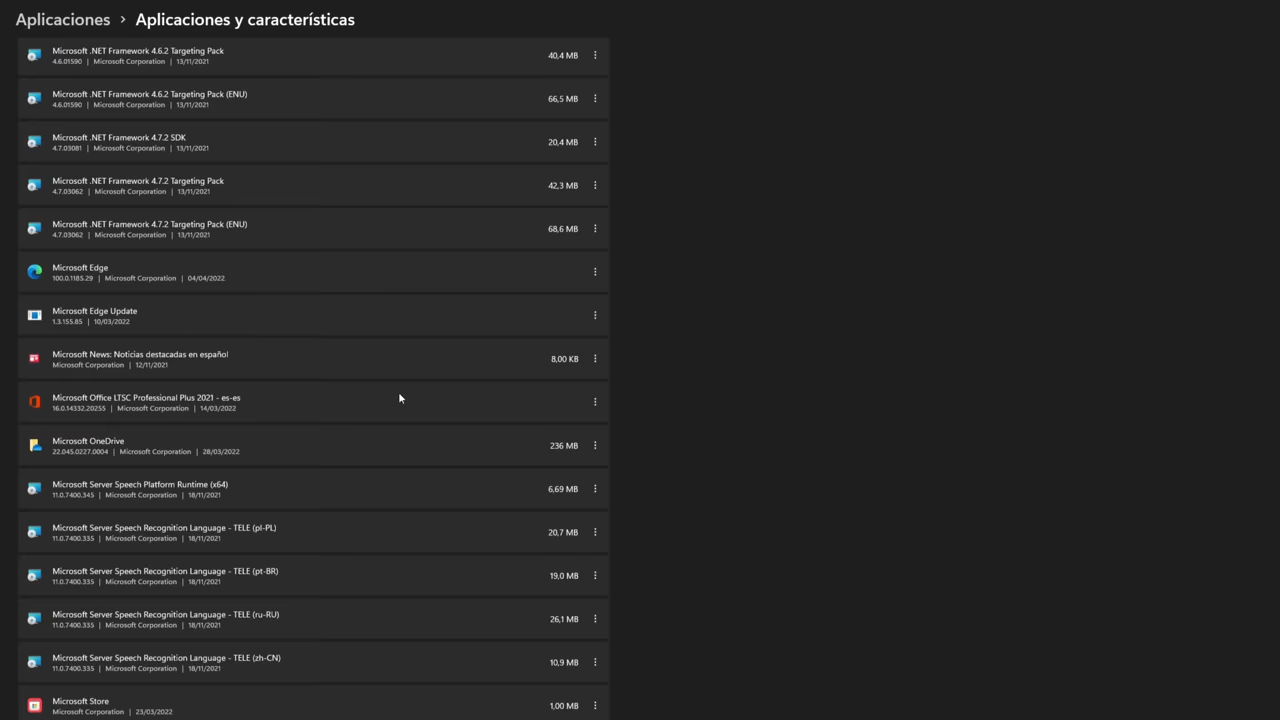 Aplicaciones › Aplicaciones y características
Microsoft .NET Framework 4.6.2 Targeting Pack
40,4 MB
4.6.01590 | Microsoft Corporation | 13/11/2021
Microsoft .NET Framework 4.6.2 Targeting Pack (ENU)
66,5 MB
4.6.01590 | Microsoft Corporation | 13/11/2021
Microsoft .NET Framework 4.7.2 SDK
20,4 MB
4.7.03081 | Microsoft Corporation | 13/11/2021
Microsoft .NET Framework 4.7.2 Targeting Pack
42,3 MB
4.7.03062 | Microsoft Corporation | 13/11/2021
Microsoft .NET Framework 4.7.2 Targeting Pack (ENU)
68,6 MB
4.7.03062 | Microsoft Corporation | 13/11/2021
Microsoft Edge
100.0.1185.29 | Microsoft Corporation | 04/04/2022
Microsoft Edge Update
1.3.155.85 | 10/03/2022
Microsoft News: Noticias destacadas en español
8,00 KB
Microsoft Corporation | 12/11/2021
Microsoft Office LTSC Professional Plus 2021 - es-es
16.0.14332.20255 | Microsoft Corporation | 14/03/2022
Microsoft OneDrive
236 MB
22.045.0227.0004 | Microsoft Corporation | 28/03/2022
Microsoft Server Speech Platform Runtime (x64)
6,69 MB
11.0.7400.345 | Microsoft Corporation | 18/11/2021
Microsoft Server Speech Recognition Language - TELE (pl-PL)
20,7 MB
11.0.7400.335 | Microsoft Corporation | 18/11/2021
Microsoft Server Speech Recognition Language - TELE (pt-BR)
19,0 MB
11.0.7400.335 | Microsoft Corporation | 18/11/2021
Microsoft Server Speech Recognition Language - TELE (ru-RU)
26,1 MB
11.0.7400.335 | Microsoft Corporation | 18/11/2021
Microsoft Server Speech Recognition Language - TELE (zh-CN)
10,9 MB
11.0.7400.335 | Microsoft Corporation | 18/11/2021
Microsoft Store
1,00 MB
Microsoft Corporation | 23/03/2022